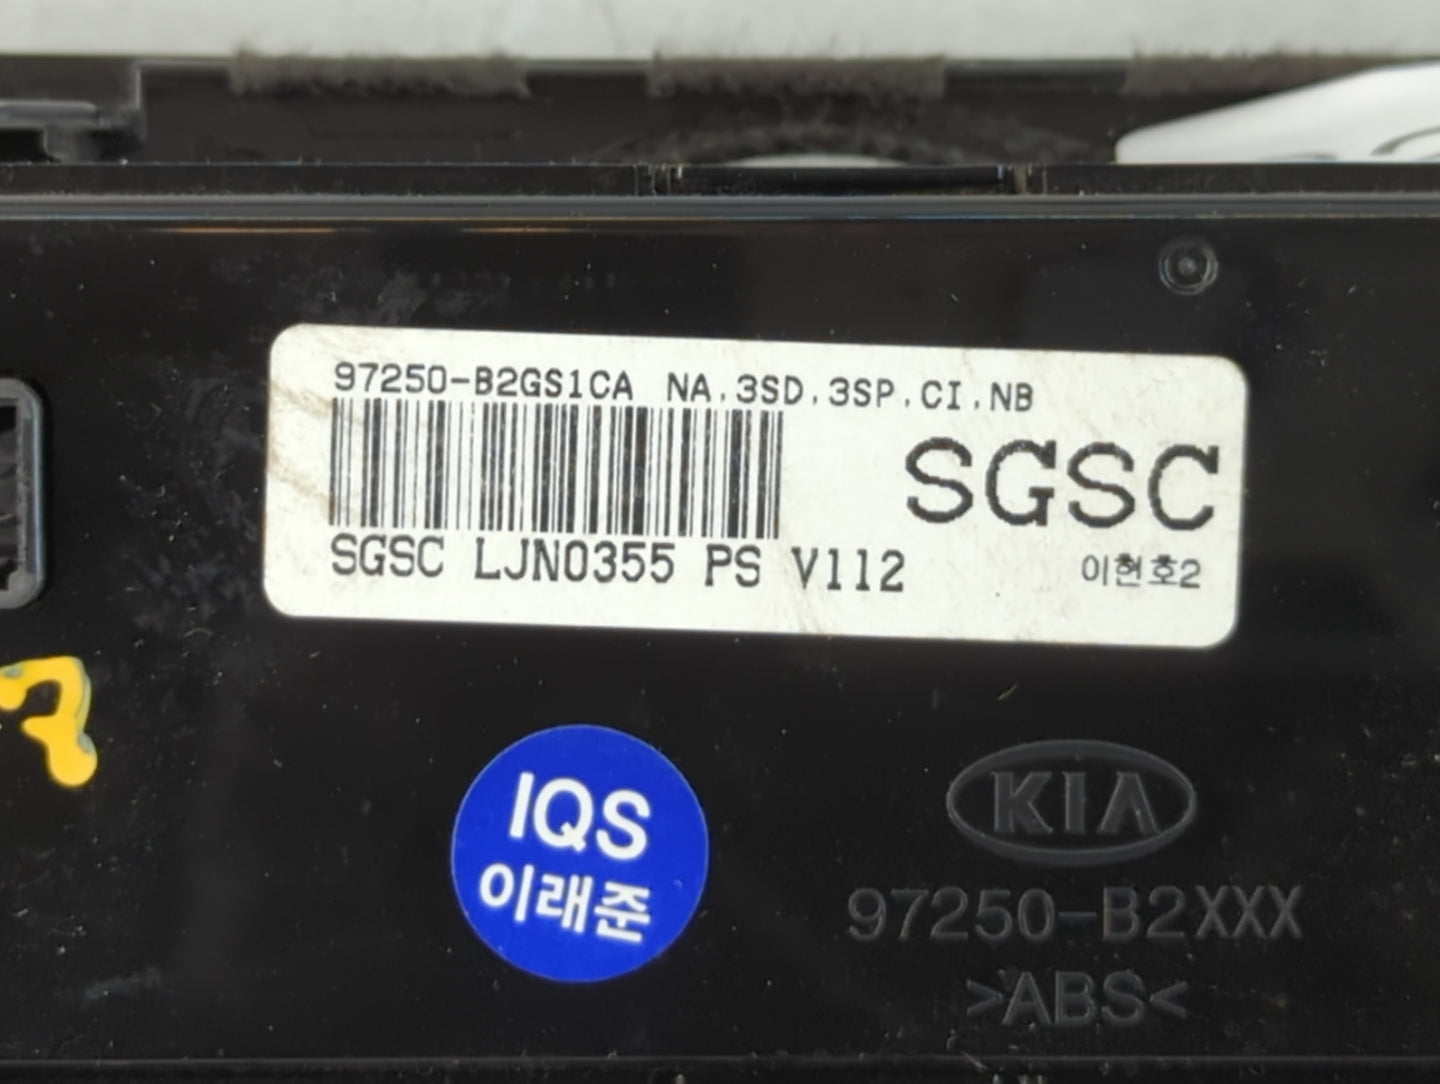 97250-B2GS1CA NA.3SD.3SP.CI.NB
SGSC
SGSC LJN0355 PS V112
이현호2
IQS
이래준
KIA
97250-B2XXX
>ABS<